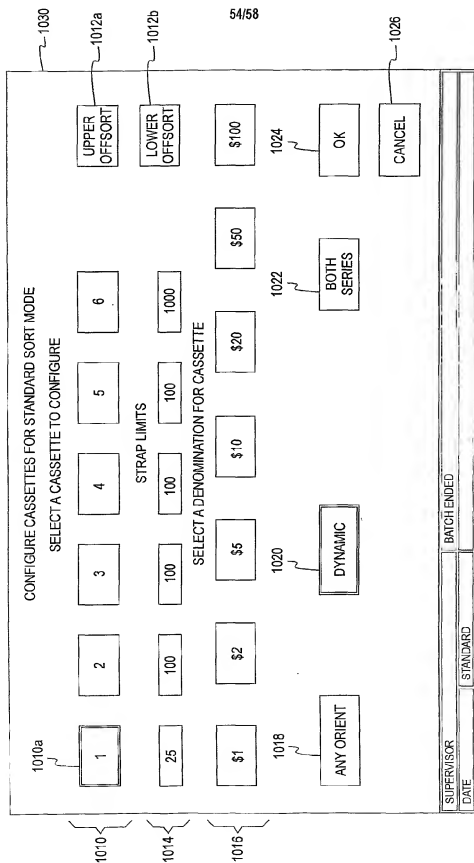 54/58
1030
CONFIGURE CASSETTES FOR STANDARD SORT MODE
SELECT A CASSETTE TO CONFIGURE
1010a
1010
1 2 3 4 5 6
UPPER OFFSORT
1012a
STRAP LIMITS
1014
25 100 100 100 100 1000
LOWER OFFSORT
1012b
SELECT A DENOMINATION FOR CASSETTE
1016
$1 $2 $5 $10 $20 $50 $100
1018
1020
1022
1024
ANY ORIENT
DYNAMIC
BOTH SERIES
OK
CANCEL
1026
SUPERVISOR
BATCH ENDED
DATE
STANDARD